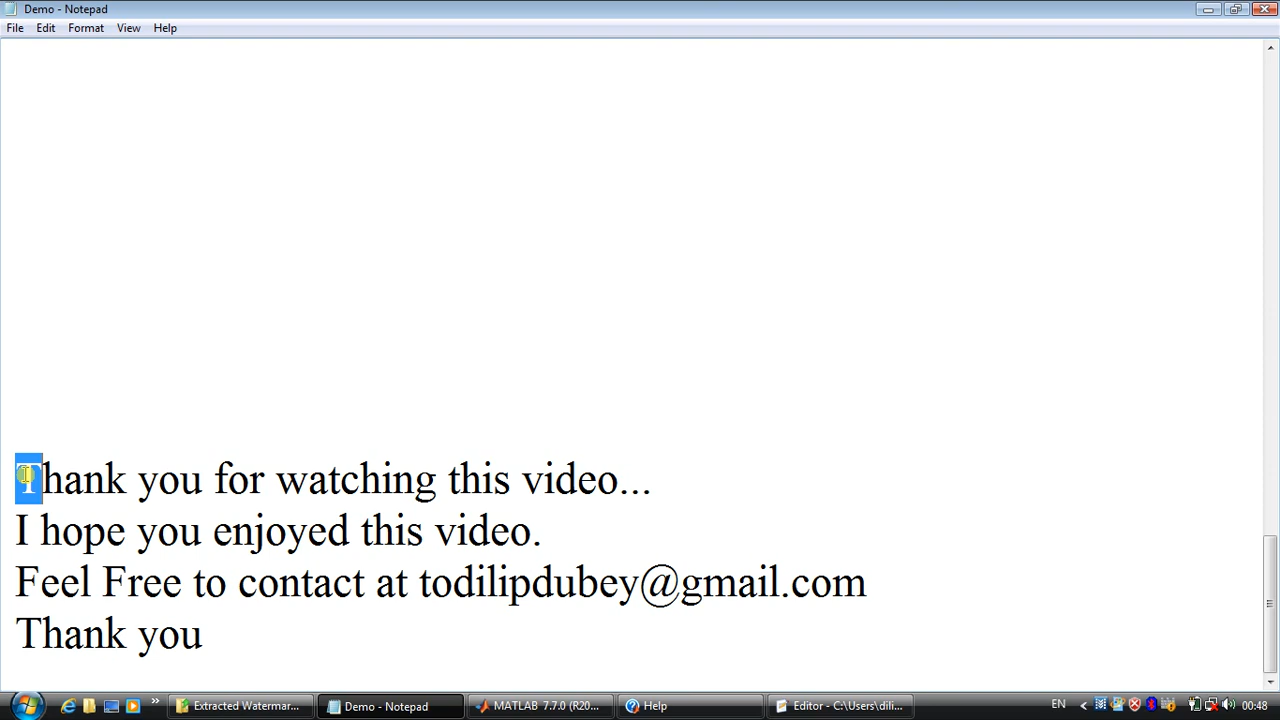 Demo - Notepad
File Edit Format View Help
Thank you for watching this video...
I hope you enjoyed this video.
Feel Free to contact at todilipdubey@gmail.com
Thank you
Extracted Watermar... Demo - Notepad MATLAB 7.7.0 (R20... Help Editor - C:\Users\dili... EN 00:48